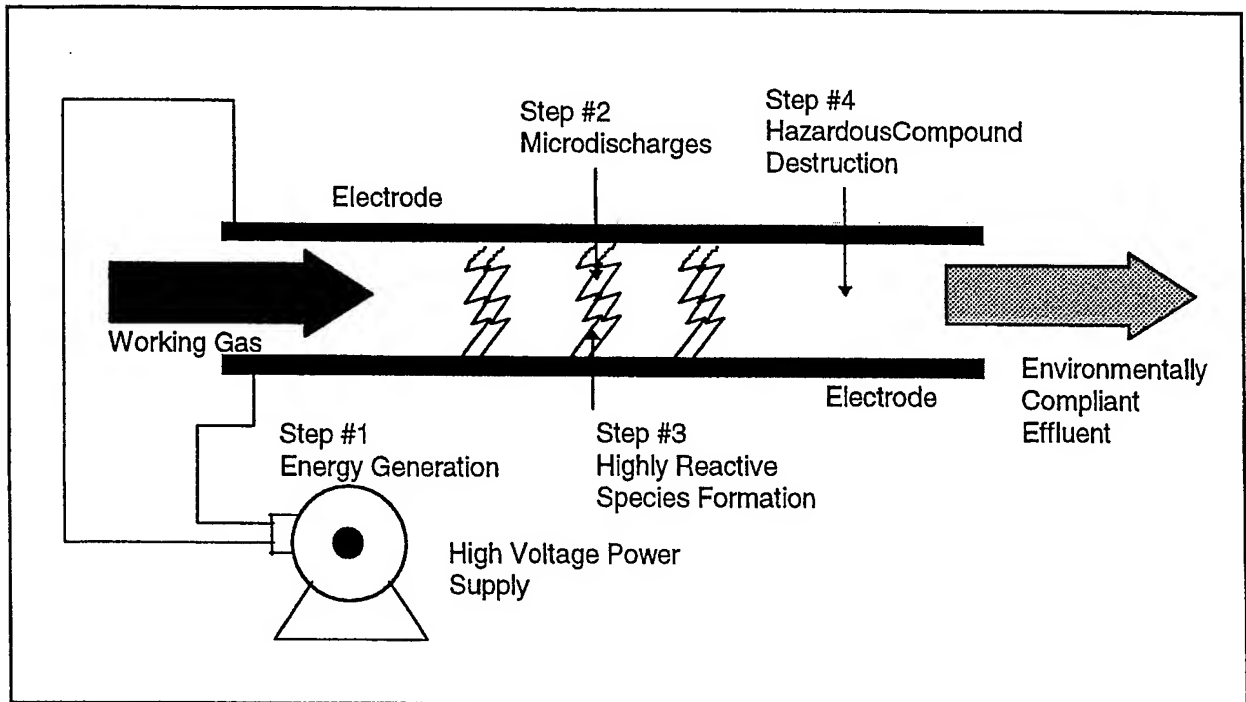 Step #2
Microdischarges
Step #4
HazardousCompound
Destruction
Electrode
Working Gas
Electrode
Environmentally
Compliant
Effluent
Step #1
Energy Generation
Step #3
Highly Reactive
Species Formation
High Voltage Power
Supply